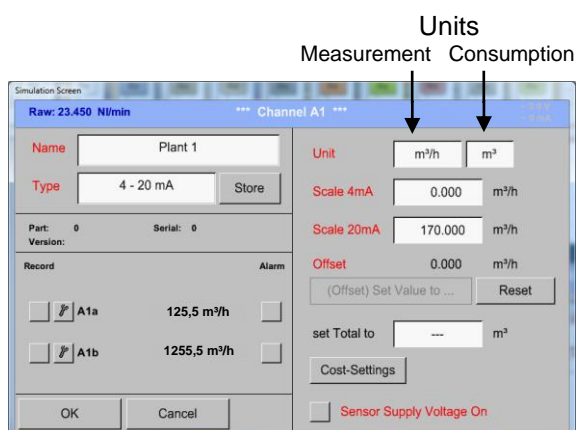 Units
Measurement Consumption
Simulation Screen
Raw: 23.450 Nl/min *** Channel A1 ***
Name Plant 1
Type 4 - 20 mA Store
Part: 0 Serial: 0
Version:
Record Alarm
A1a 125,5 m³/h
A1b 1255,5 m³/h
OK Cancel
Unit m³/h m³
Scale 4mA 0.000 m³/h
Scale 20mA 170.000 m³/h
Offset 0.000 m³/h
(Offset) Set Value to ... Reset
set Total to --- m³
Cost-Settings
Sensor Supply Voltage On